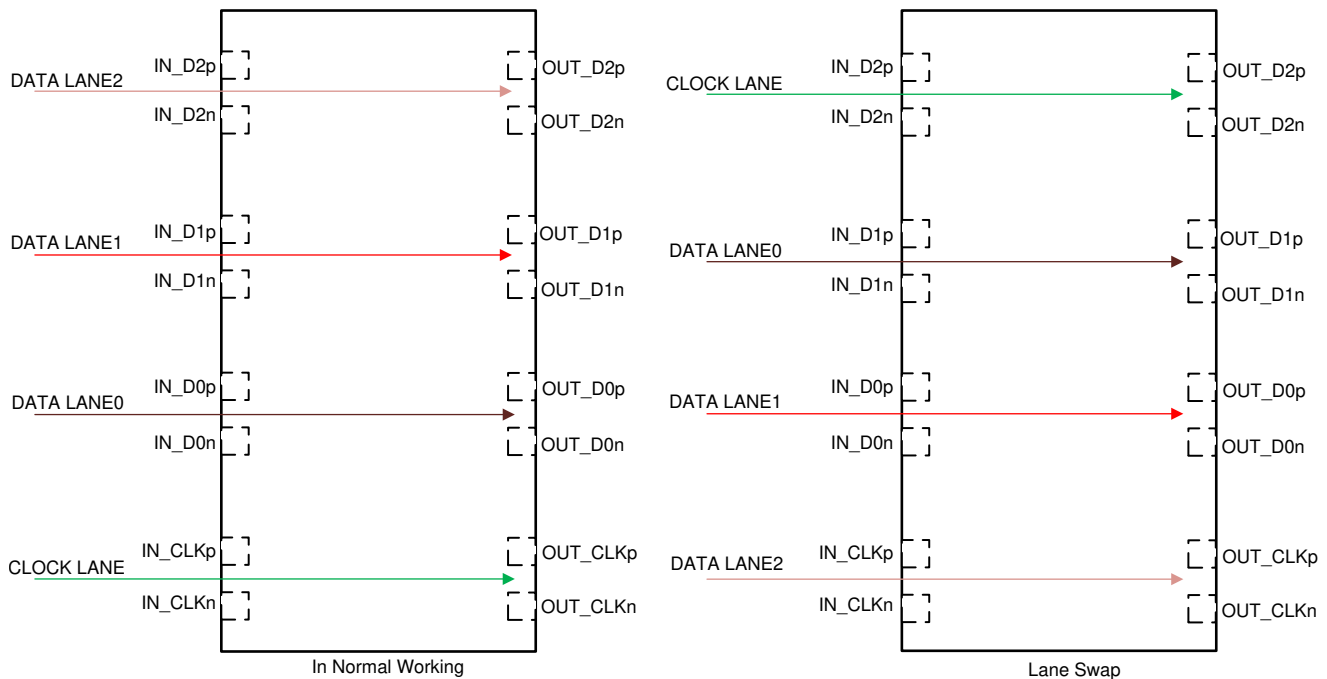 IN_D2p
OUT_D2p
DATA LANE2
IN_D2n
OUT_D2n
IN_D1p
OUT_D1p
DATA LANE1
IN_D1n
OUT_D1n
IN_D0p
OUT_D0p
DATA LANE0
IN_D0n
OUT_D0n
IN_CLKp
OUT_CLKp
CLOCK LANE
IN_CLKn
OUT_CLKn
In Normal Working
IN_D2p
OUT_D2p
CLOCK LANE
IN_D2n
OUT_D2n
IN_D1p
OUT_D1p
DATA LANE0
IN_D1n
OUT_D1n
IN_D0p
OUT_D0p
DATA LANE1
IN_D0n
OUT_D0n
IN_CLKp
OUT_CLKp
DATA LANE2
IN_CLKn
OUT_CLKn
Lane Swap